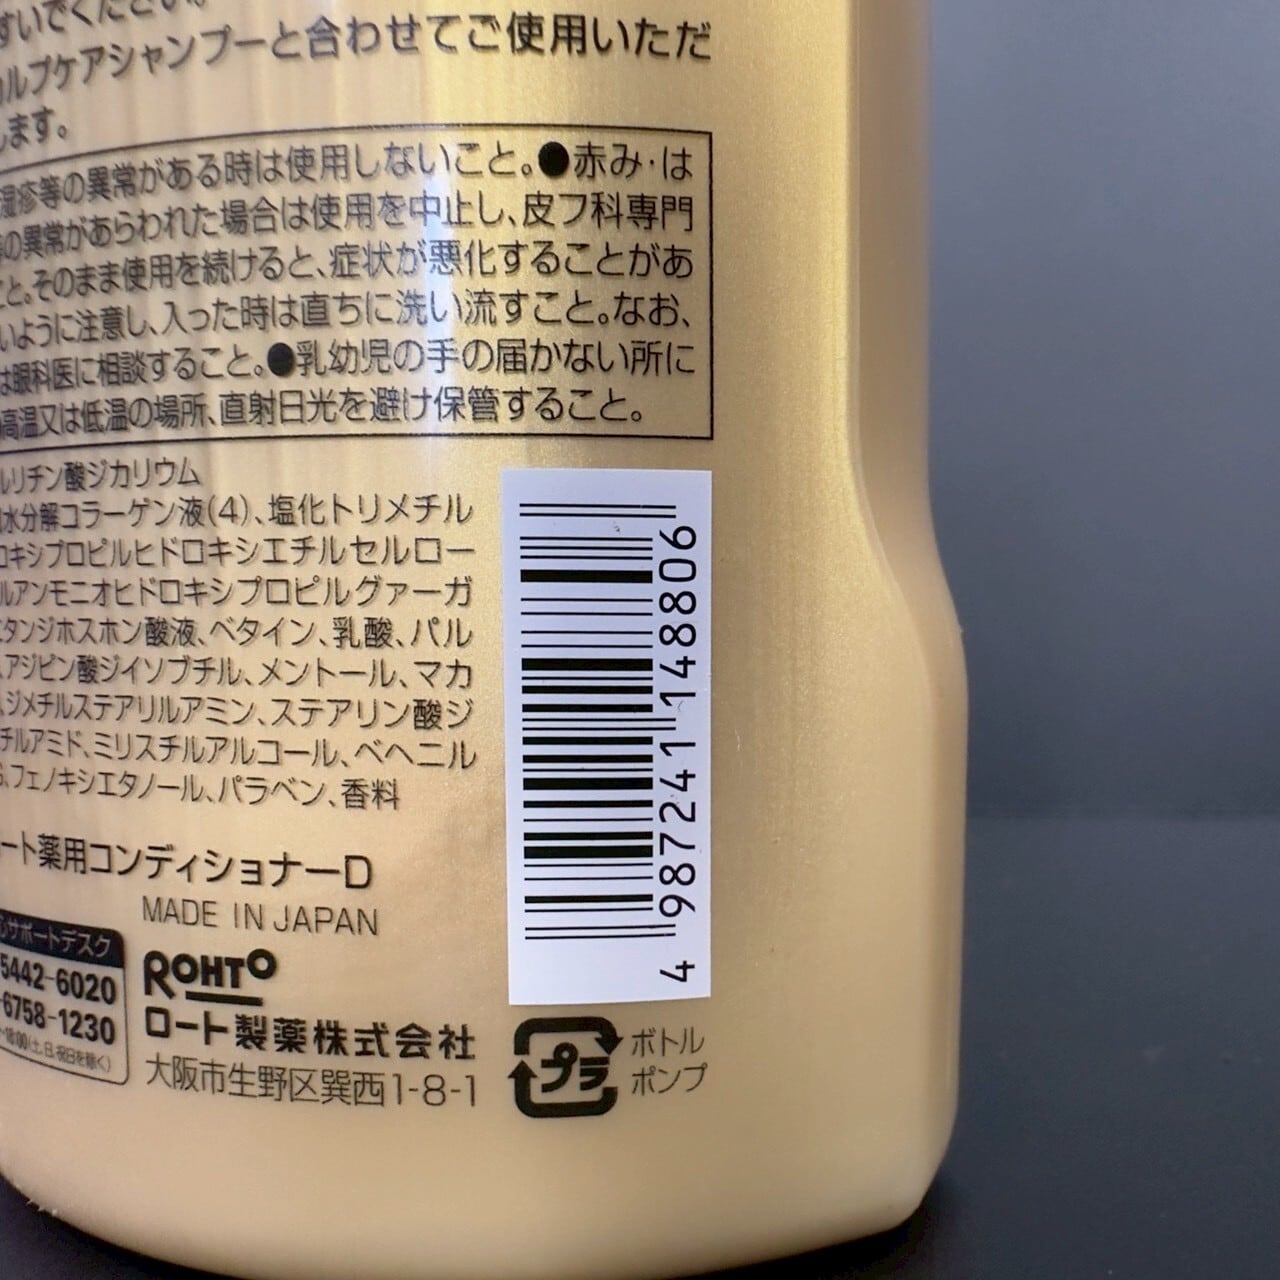 すいでください。
カルプケアシャンプーと合わせてご使用いただ
します。
湿疹等の異常がある時は使用しないこと。●赤み・は
の異常があらわれた場合は使用を中止し、皮フ科専門
こと。そのまま使用を続けると、症状が悪化することがあ
いように注意し、入った時は直ちに洗い流すこと。なお、
は眼科医に相談すること。●乳幼児の手の届かない所に
高温又は低温の場所、直射日光を避け保管すること。
ルリチン酸ジカリウム
水分解コラーゲン液(4)、塩化トリメチル
ロキシプロピルヒドロキシエチルセルロー
ルアンモニオヒドロキシプロピルグァーガ
タンジホスホン酸液、ベタイン、乳酸、パル
アジピン酸ジイソブチル、メントール、マカ
ジメチルステアリルアミン、ステアリン酸ジ
チルアミド、ミリスチルアルコール、ベヘニル
G、フェノキシエタノール、パラベン、香料
ート薬用コンディショナーD
MADE IN JAPAN
サポートデスク
5442-6020
6758-1230
18:00(土、日、祝日を除く)
ROHTO
ロート製薬株式会社
大阪市生野区巽西1-8-1
4 987241 148806
プラ
ボトル
ポンプ